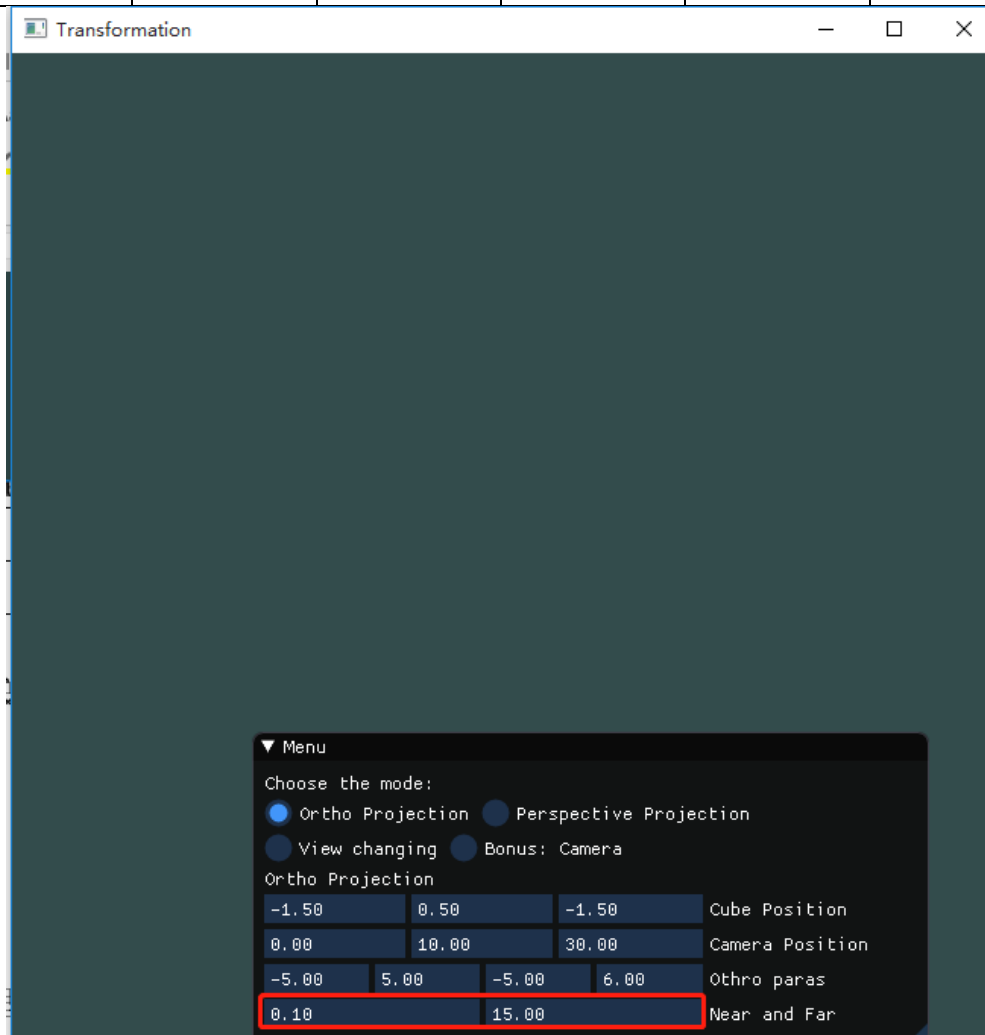 Transformation
Menu
Choose the mode:
Ortho Projection Perspective Projection
View changing Bonus: Camera
Ortho Projection
-1.50 0.50 -1.50 Cube Position
0.00 10.00 30.00 Camera Position
-5.00 5.00 -5.00 6.00 Othro paras
0.10 15.00 Near and Far